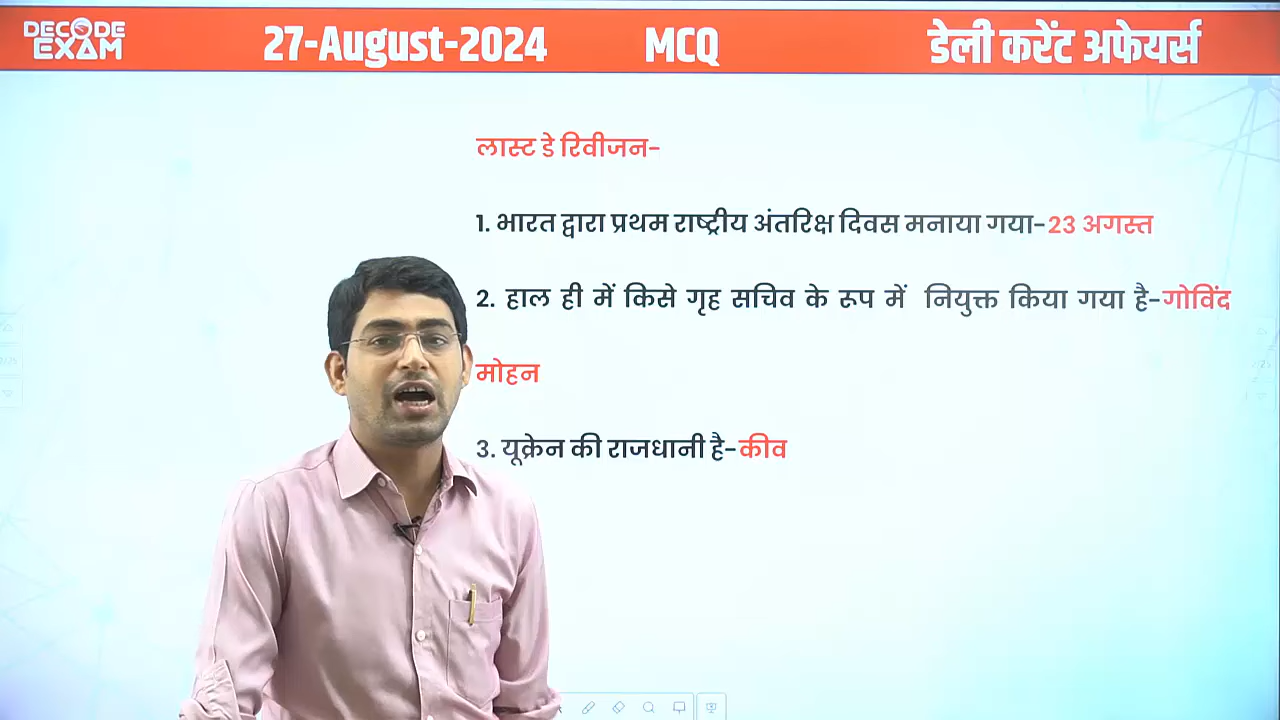 DECODE EXAM
27-August-2024 MCQ डेली करेंट अफेयर्स
लास्ट डे रिवीजन-
1. भारत द्वारा प्रथम राष्ट्रीय अंतरिक्ष दिवस मनाया गया-23 अगस्त
2. हाल ही में किसे गृह सचिव के रूप में नियुक्त किया गया है-गोविंद
मोहन
3. यूक्रेन की राजधानी है-कीव